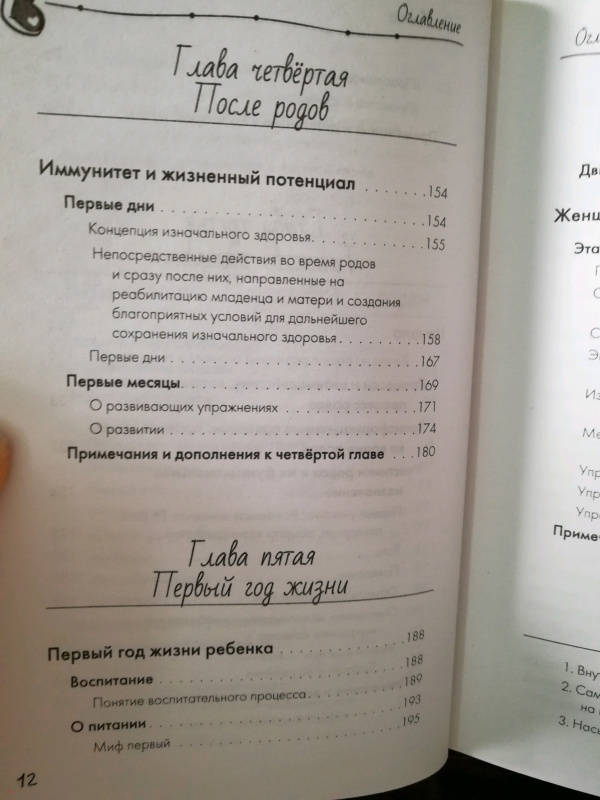 Оглавление
Глава четвёртая
После родов
Иммунитет и жизненный потенциал . . . . . . . 154
Первые дни . . . . . . . . . . . . . . . . . . . . . . . . . . . 154
Концепция изначального здоровья. . . . . . . . . . . . . 155
Непосредственные действия во время родов
и сразу после них, направленные на
реабилитацию младенца и матери и создания
благоприятных условий для дальнейшего
сохранения изначального здоровья . . . . . . . . . . 158
Первые дни . . . . . . . . . . . . . . . . . . . . . . . . . . 167
Первые месяцы. . . . . . . . . . . . . . . . . . . . . . . . 169
О развивающих упражнениях . . . . . . . . . . . . . . 171
О развитии . . . . . . . . . . . . . . . . . . . . . . . . . . 174
Примечания и дополнения к четвёртой главе . . . 180
Глава пятая
Первый год жизни
Первый год жизни ребенка . . . . . . . . . . . . . . 188
Воспитание . . . . . . . . . . . . . . . . . . . . . . . . . . 188
Понятие воспитательного процесса . . . . . . . . . . . 189
О питании . . . . . . . . . . . . . . . . . . . . . . . . . . . 193
Миф первый . . . . . . . . . . . . . . . . . . . . . . . . . 195
12
Женщ
Эта
Упр
Упр
Упр
Приме
1. Вну
2. Сам
на
3. Нась